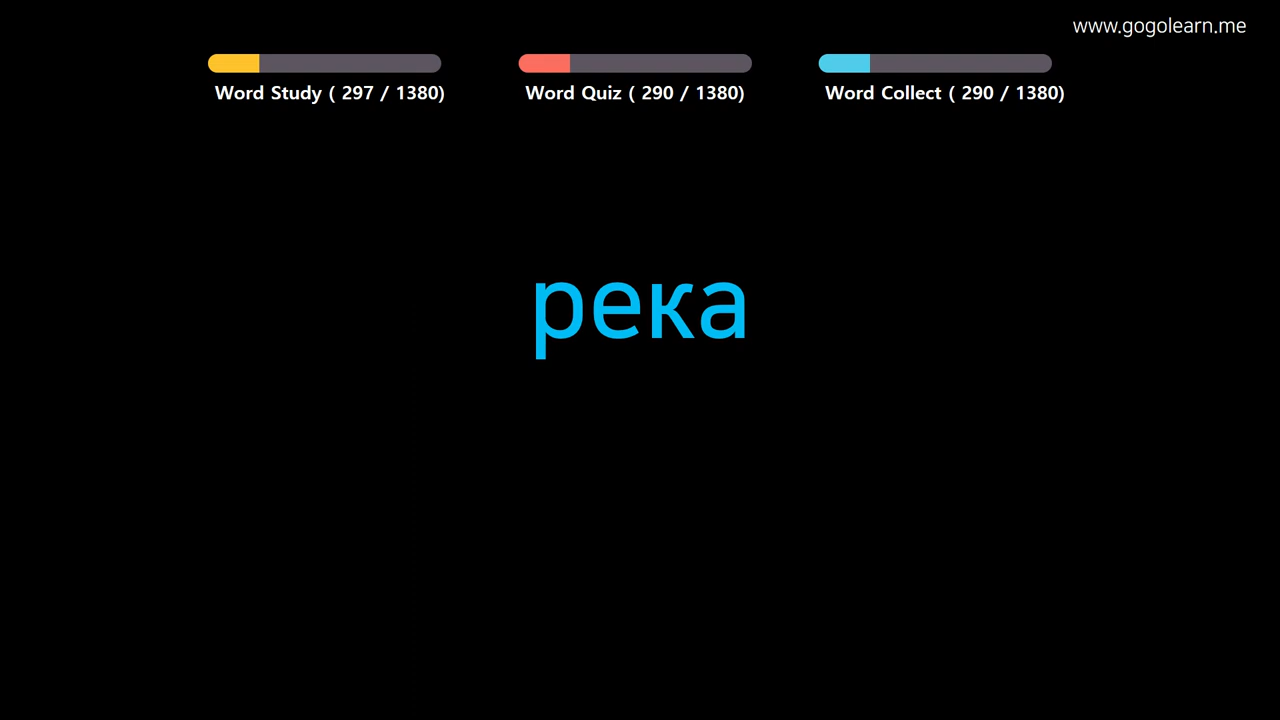 www.gogolearn.me
Word Study ( 297 / 1380)
Word Quiz ( 290 / 1380)
Word Collect ( 290 / 1380)
река